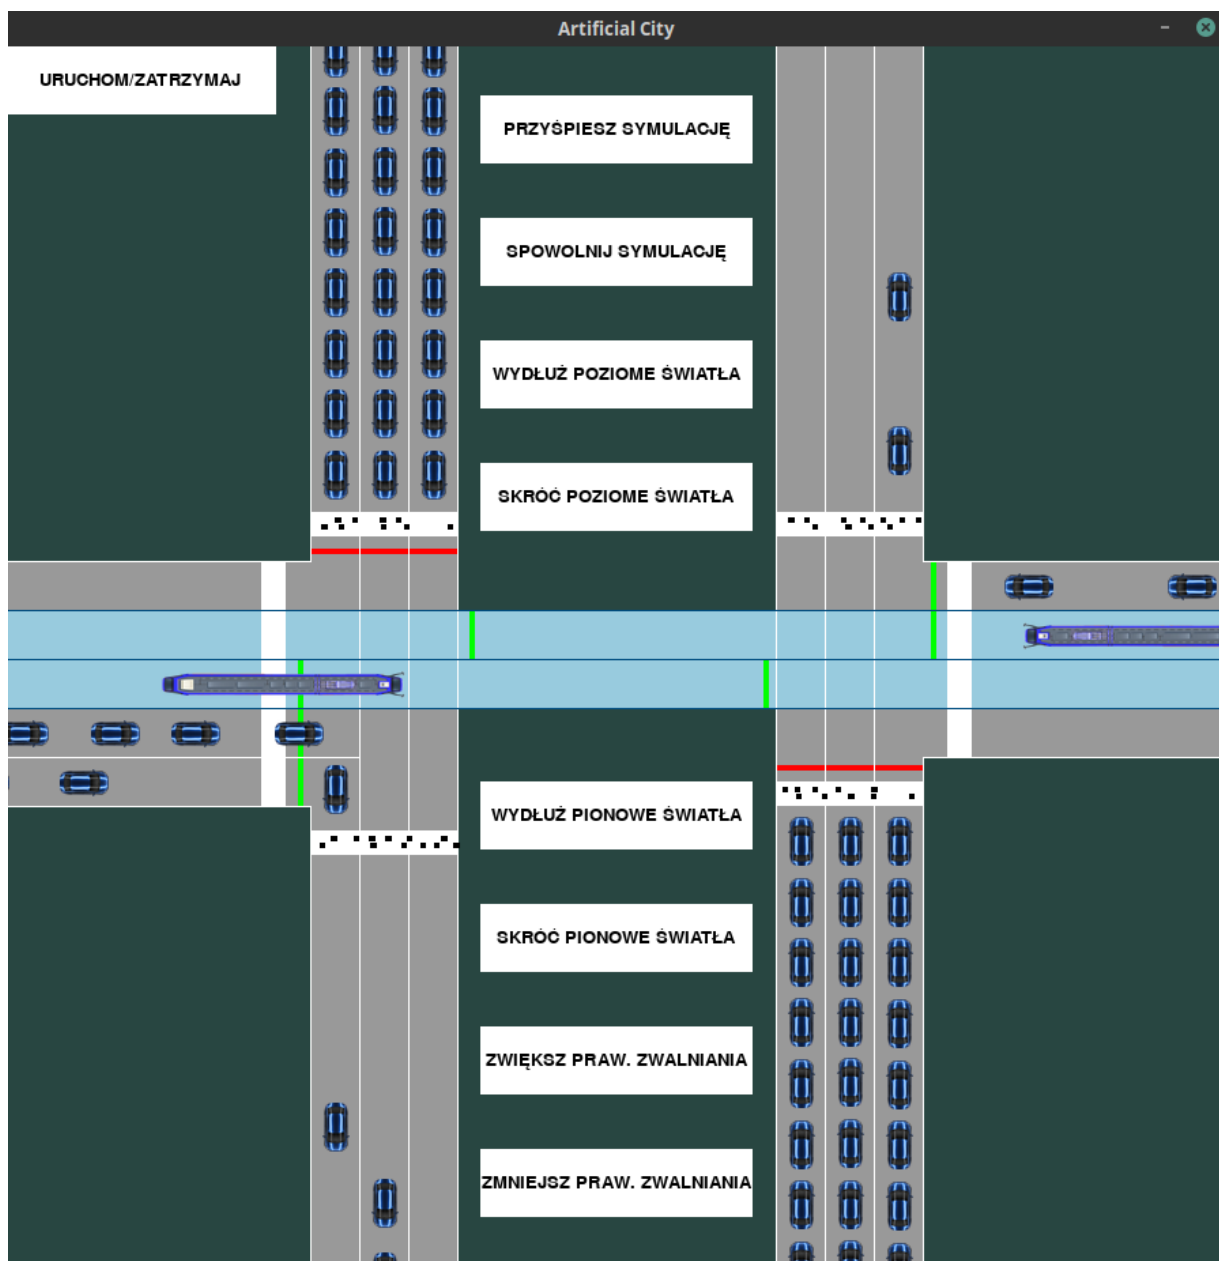 Artificial City
URUCHOM/ZATRZYMAJ
PRZYŚPIESZ SYMULACJĘ
SPOWOLNIJ SYMULACJĘ
WYDŁUŻ POZIOME ŚWIATŁA
SKRÓĆ POZIOME ŚWIATŁA
WYDŁUŻ PIONOWE ŚWIATŁA
SKRÓĆ PIONOWE ŚWIATŁA
ZWIĘKSZ PRAW. ZWALNIANIA
ZMNIEJSZ PRAW. ZWALNIANIA